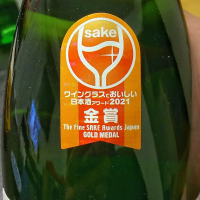 sake
ワイングラスでおいしい
日本酒アワード2021
金賞
The Fine SAKE Awards Japan
GOLD MEDAL